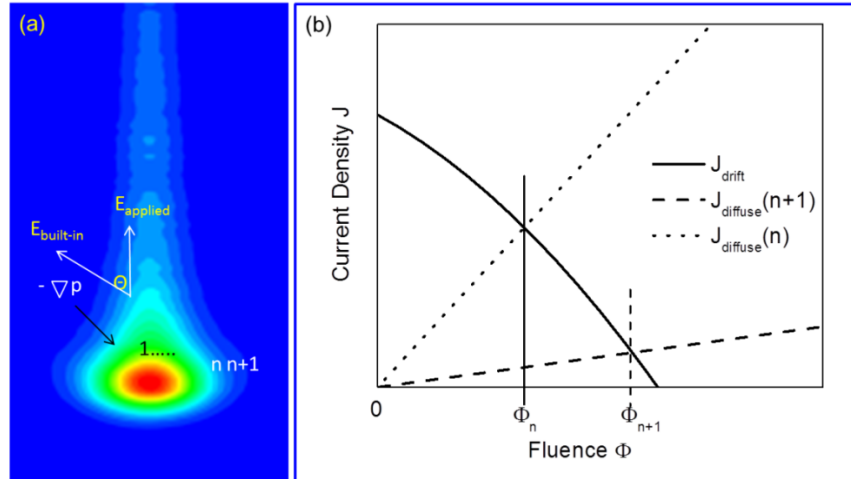 (a)
E_applied
E_built-in
Θ
- ▽p
1.....
n n+1
(b)
Current Density J
J_drift
J_diffuse(n+1)
J_diffuse(n)
0
Φ_n
Φ_n+1
Fluence Φ